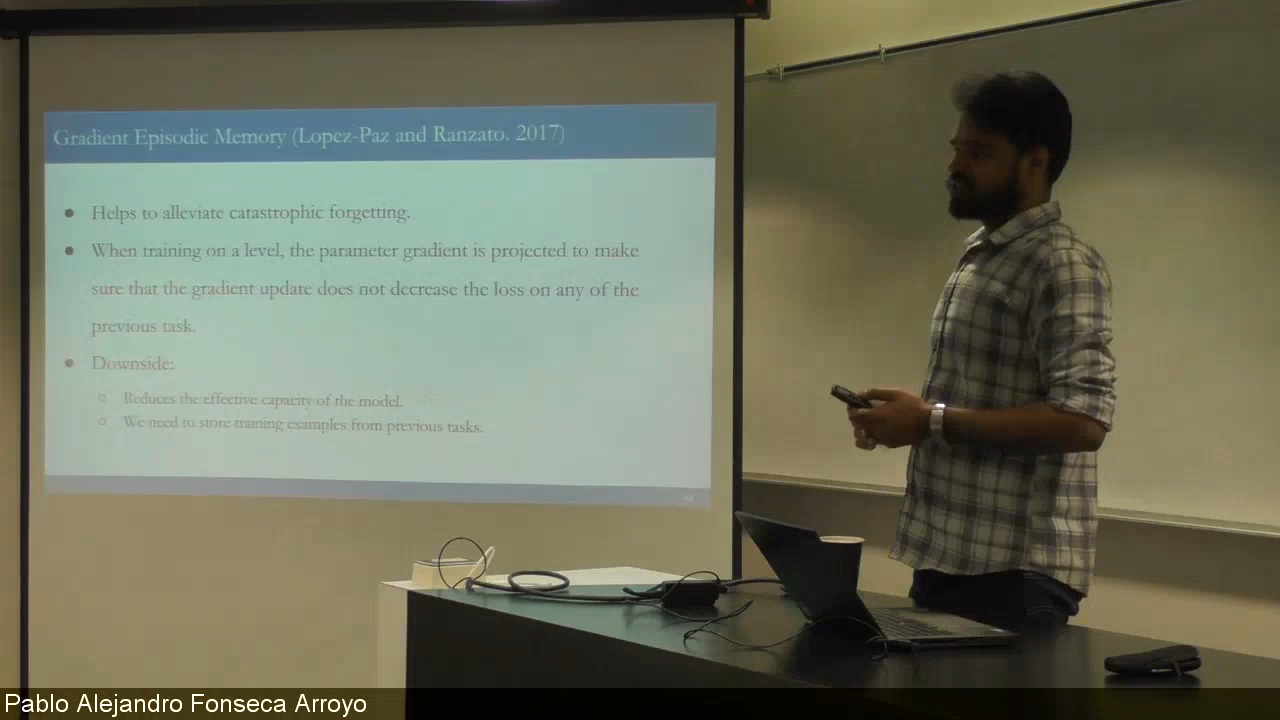 Gradient Episodic Memory (Lopez-Paz and Ranzato. 2017)
● Helps to alleviate catastrophic forgetting.
● When training on a level, the parameter gradient is projected to make
sure that the gradient update does not decrease the loss on any of the
previous task.
● Downside:
▫ Reduces the effective capacity of the model.
▫ We need to store training examples from previous tasks.
Pablo Alejandro Fonseca Arroyo